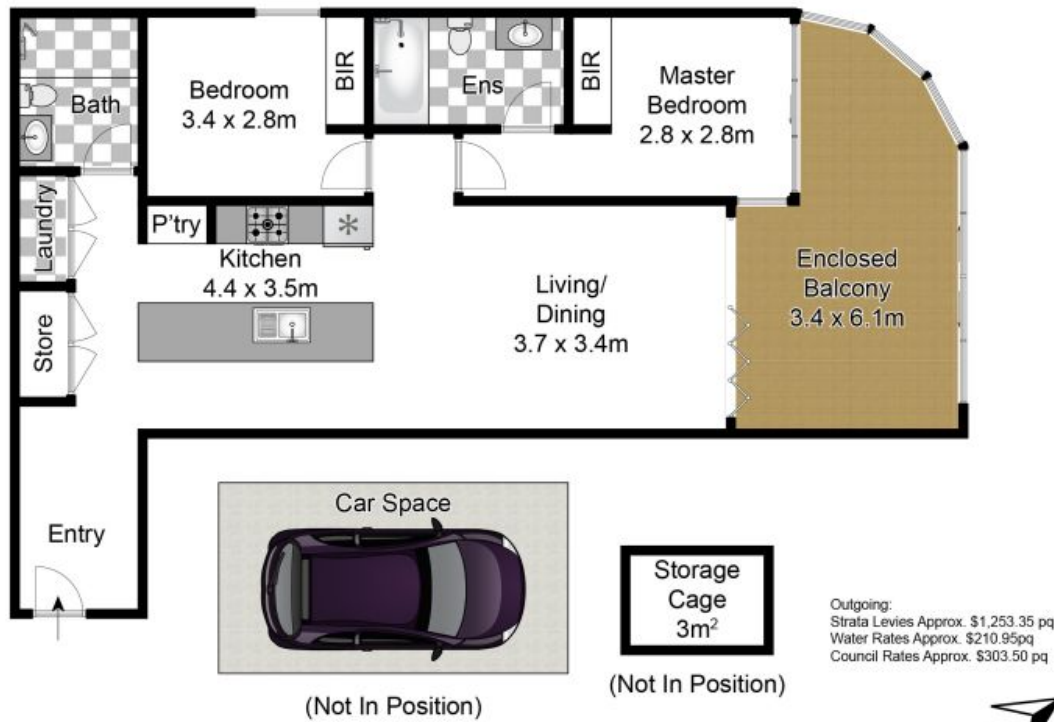 Bath
Bedroom
3.4 x 2.8m
BIR
Ens
BIR
Master
Bedroom
2.8 x 2.8m
Laundry
P'try
Kitchen
4.4 x 3.5m
Store
Living/
Dining
3.7 x 3.4m
Enclosed
Balcony
3.4 x 6.1m
Entry
Car Space
(Not In Position)
Storage
Cage
3m²
(Not In Position)
Outgoing:
Strata Levies Approx. $1,253.35 pq
Water Rates Approx. $210.95pq
Council Rates Approx. $303.50 pq